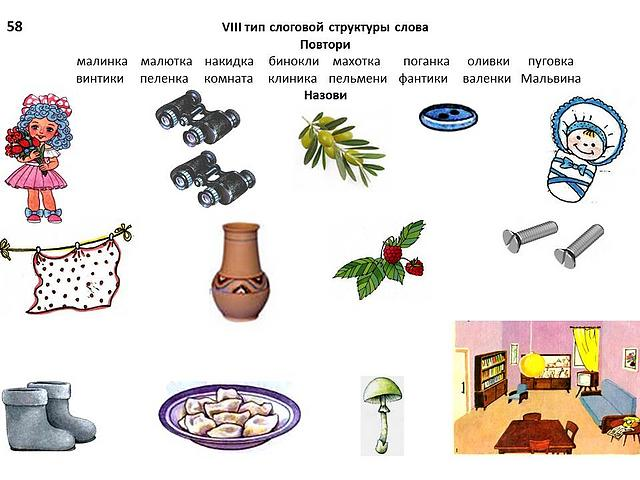 58
VIII тип слоговой структуры слова
Повтори
малинка малютка накидка бинокли махотка поганка оливки пуговка
винтики пеленка комната клиника пельмени фантики валенки Мальвина
Назови